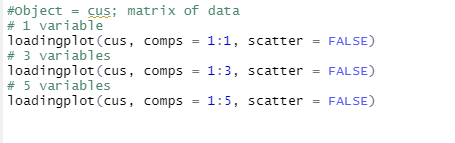 #Object = cus; matrix of data
# 1 variable
loadingplot(cus, comps = 1:1, scatter = FALSE)
# 3 variables
loadingplot(cus, comps = 1:3, scatter = FALSE)
# 5 variables
loadingplot(cus, comps = 1:5, scatter = FALSE)